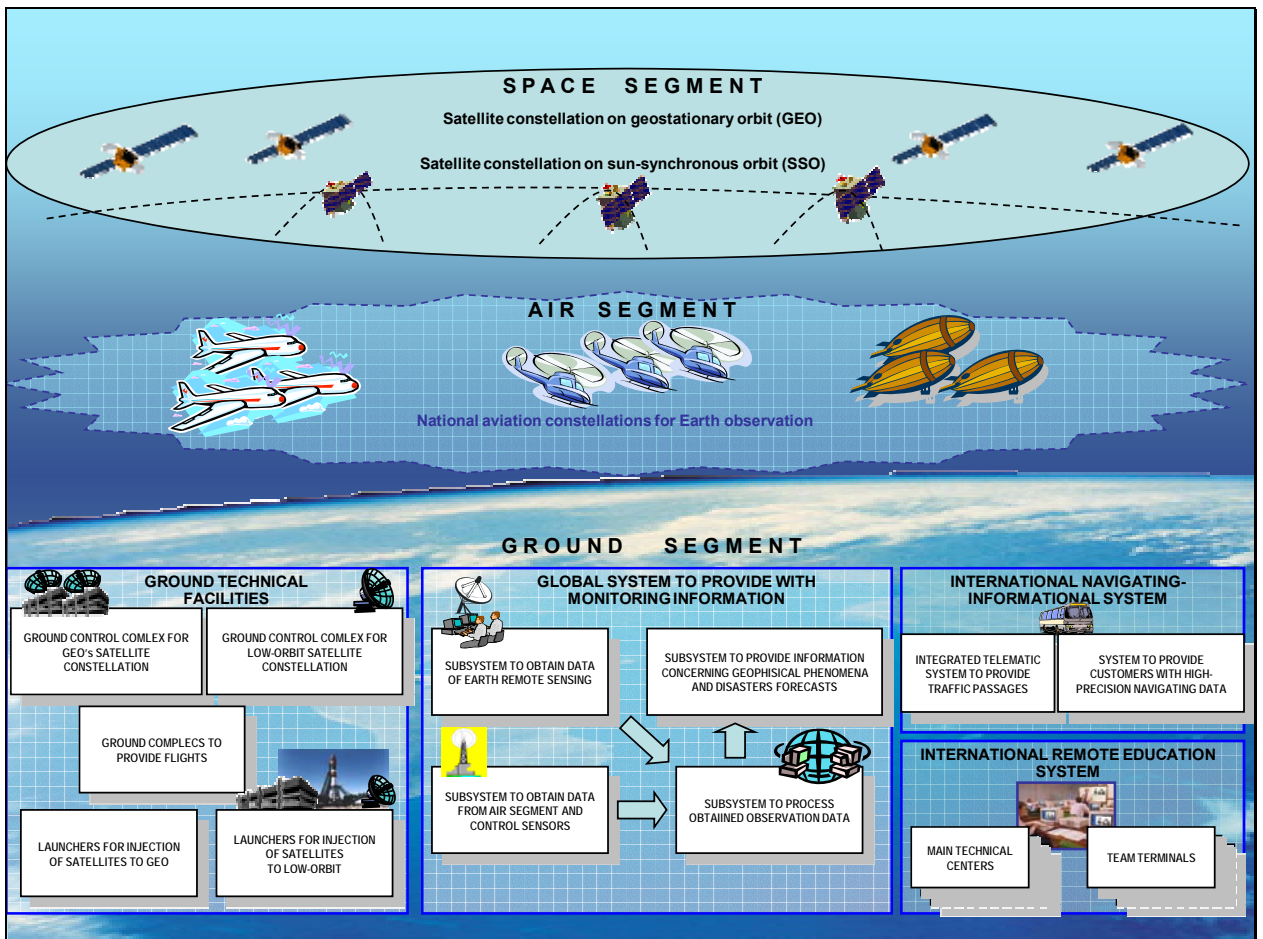 SPACE SEGMENT
Satellite constellation on geostationary orbit (GEO)
Satellite constellation on sun-synchronous orbit (SSO)
AIR SEGMENT
National aviation constellations for Earth observation
GROUND SEGMENT
GROUND TECHNICAL
FACILITIES
GROUND CONTROL COMLEX FOR
GEO's SATELLITE
CONSTELLATION
GROUND CONTROL COMLEX FOR
LOW-ORBIT SATELLITE
CONSTELLATION
GROUND COMPLECS TO
PROVIDE FLIGHTS
LAUNCHERS FOR INJECTION
OF SATELLITES TO GEO
LAUNCHERS FOR INJECTION
OF SATELLITES
TO LOW-ORBIT
GLOBAL SYSTEM TO PROVIDE WITH
MONITORING INFORMATION
SUBSYSTEM TO OBTAIN DATA
OF EARTH REMOTE SENSING
SUBSYSTEM TO PROVIDE INFORMATION
CONCERNING GEOPHISICAL PHENOMENA
AND DISASTERS FORECASTS
SUBSYSTEM TO OBTAIN DATA
FROM AIR SEGMENT AND
CONTROL SENSORS
SUBSYSTEM TO PROCESS
OBTAIINED OBSERVATION DATA
INTERNATIONAL NAVIGATING-
INFORMATIONAL SYSTEM
INTEGRATED TELEMATIC
SYSTEM TO PROVIDE
TRAFFIC PASSAGES
SYSTEM TO PROVIDE
CUSTOMERS WITH HIGH-
PRECISION NAVIGATING DATA
INTERNATIONAL REMOTE EDUCATION
SYSTEM
MAIN TECHNICAL
CENTERS
TEAM TERMINALS